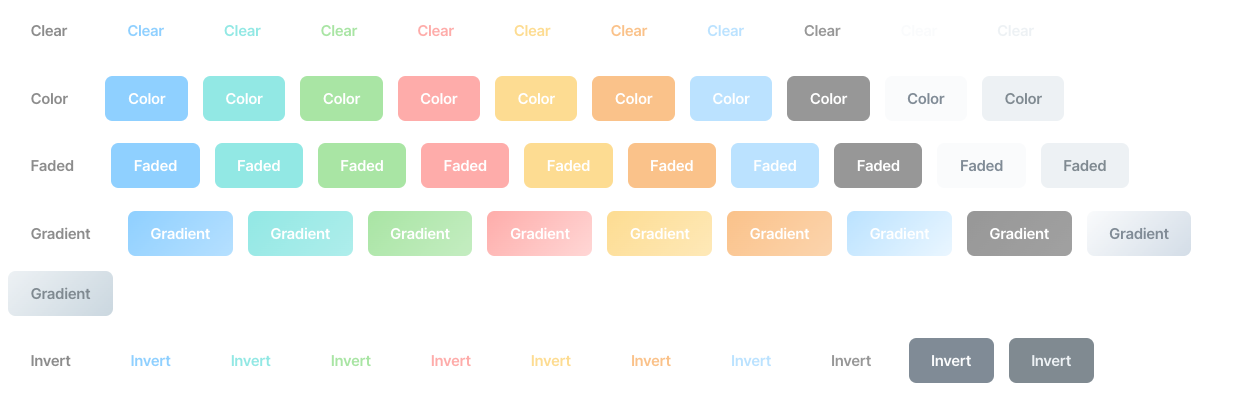 Clear Clear Clear Clear Clear Clear Clear Clear Clear Clear Clear
Color Color Color Color Color Color Color Color Color Color Color
Faded Faded Faded Faded Faded Faded Faded Faded Faded Faded Faded
Gradient Gradient Gradient Gradient Gradient Gradient Gradient Gradient Gradient Gradient
Gradient
Invert Invert Invert Invert Invert Invert Invert Invert Invert Invert Invert